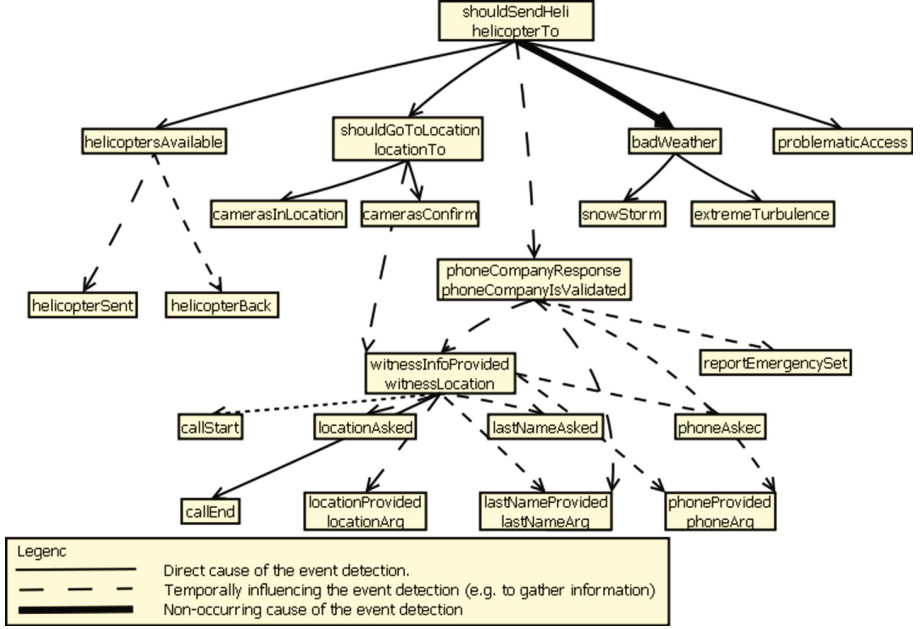 shouldSendHeli
helicopterTo
helicoptersAvailable
shouldGoToLocation
locationTo
badWeather
problematicAccess
camerasInLocation
camerasConfirm
snowStorm
extremeTurbulence
phoneCompanyResponse
phoneCompanyIsValidated
helicopterSent
helicopterBack
witnessInfoProvided
witnessLocation
reportEmergencySet
callStart
locationAsked
lastNameAsked
phoneAskec
callEnd
locationProvided
locationArg
lastNameProvided
lastNameArg
phoneProvided
phoneArg
Legenc
Direct cause of the event detection.
Temporally influencing the event detection (e.g. to gather information)
Non-occurring cause of the event detection